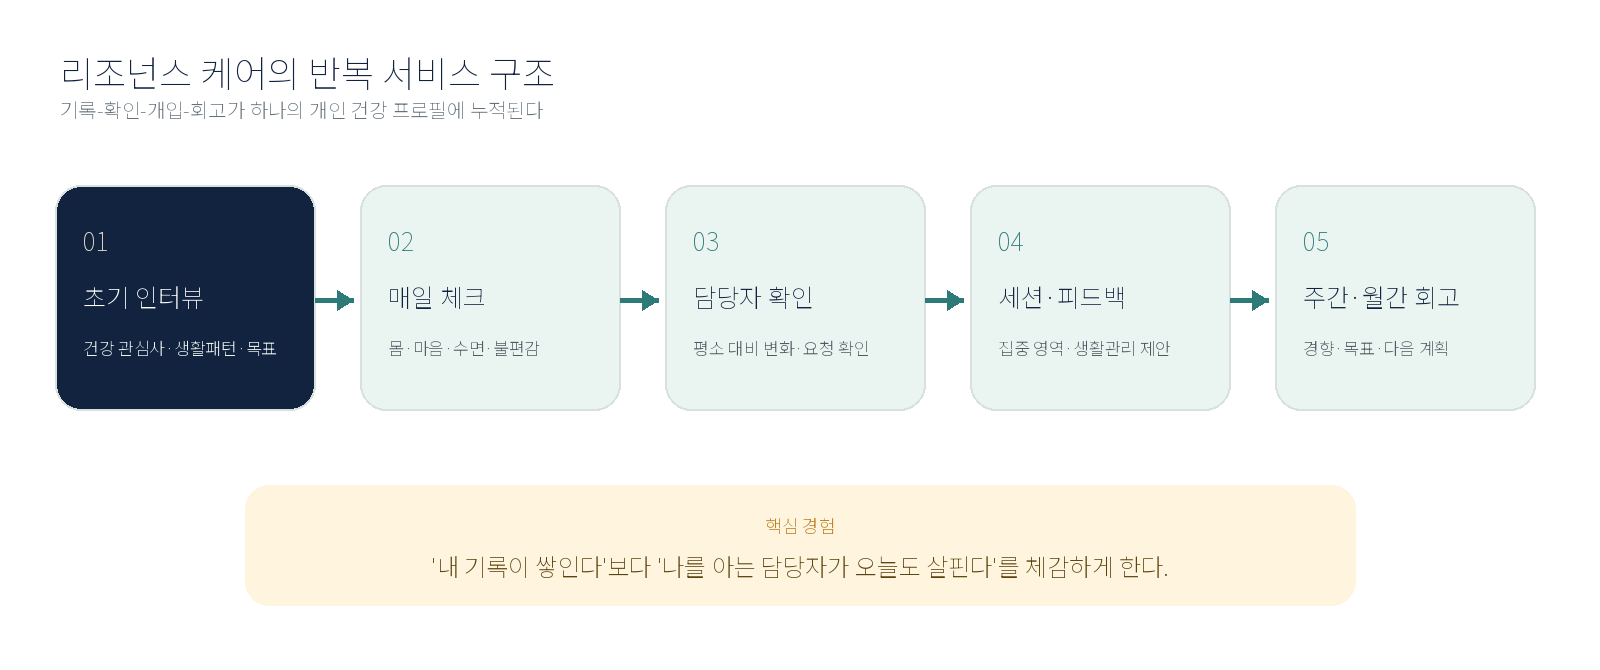 리조넌스 케어의 반복 서비스 구조
기록-확인-개입-회고가 하나의 개인 건강 프로필에 누적된다
01
초기 인터뷰
건강 관심사·생활패턴·목표
02
매일 체크
몸·마음·수면·불편감
03
담당자 확인
평소 대비 변화·요청 확인
04
세션·피드백
집중 영역·생활관리 제안
05
주간·월간 회고
경향·목표·다음 계획
핵심 경험
'내 기록이 쌓인다'보다 '나를 아는 담당자가 오늘도 살핀다'를 체감하게 한다.